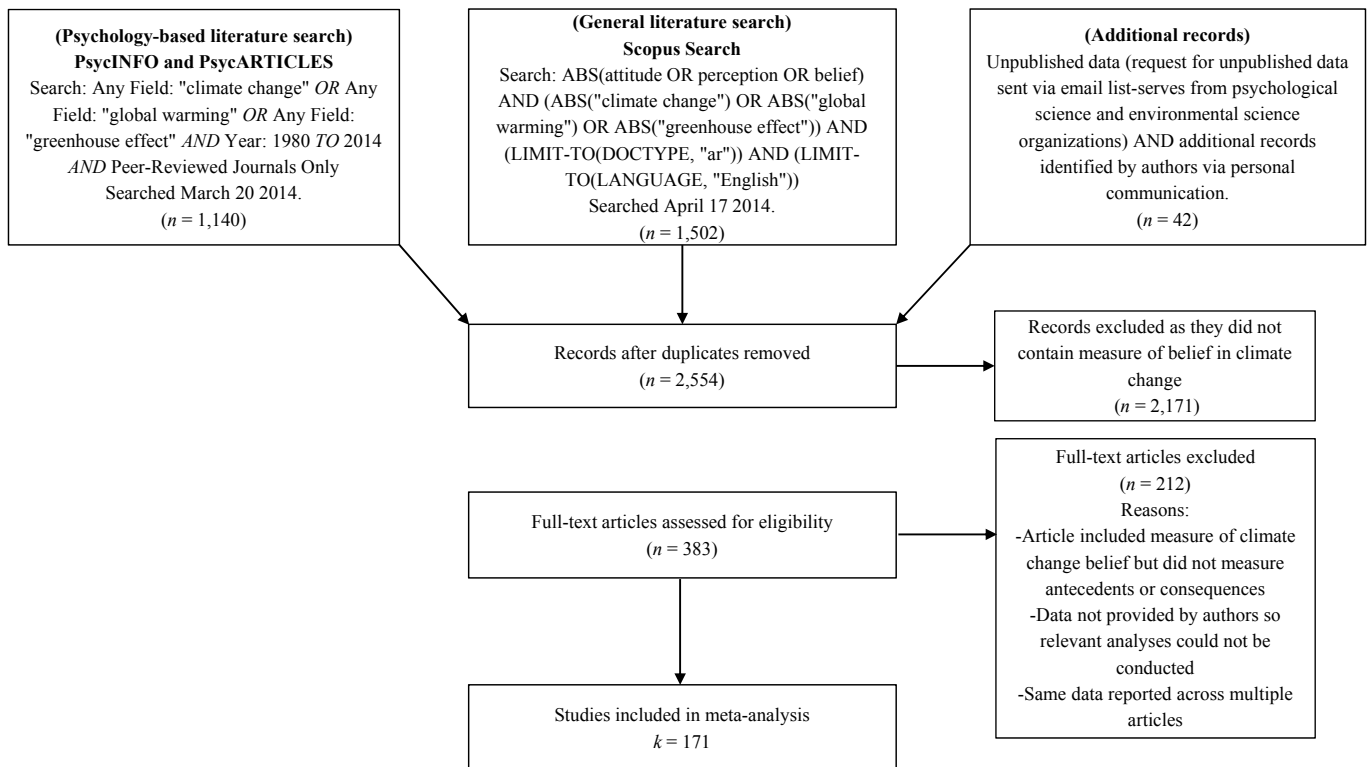 (Psychology-based literature search)
PsycINFO and PsycARTICLES
Search: Any Field: "climate change" OR Any
Field: "global warming" OR Any Field:
"greenhouse effect" AND Year: 1980 TO 2014
AND Peer-Reviewed Journals Only
Searched March 20 2014.
(n = 1,140)
(General literature search)
Scopus Search
Search: ABS(attitude OR perception OR belief)
AND (ABS("climate change") OR ABS("global
warming") OR ABS("greenhouse effect")) AND
(LIMIT-TO(DOCTYPE, "ar")) AND (LIMIT-
TO(LANGUAGE, "English"))
Searched April 17 2014.
(n = 1,502)
(Additional records)
Unpublished data (request for unpublished data
sent via email list-serves from psychological
science and environmental science
organizations) AND additional records
identified by authors via personal
communication.
(n = 42)
Records after duplicates removed
(n = 2,554)
Records excluded as they did not
contain measure of belief in climate
change
(n = 2,171)
Full-text articles assessed for eligibility
(n = 383)
Full-text articles excluded
(n = 212)
Reasons:
-Article included measure of climate
change belief but did not measure
antecedents or consequences
-Data not provided by authors so
relevant analyses could not be
conducted
-Same data reported across multiple
articles
Studies included in meta-analysis
k = 171